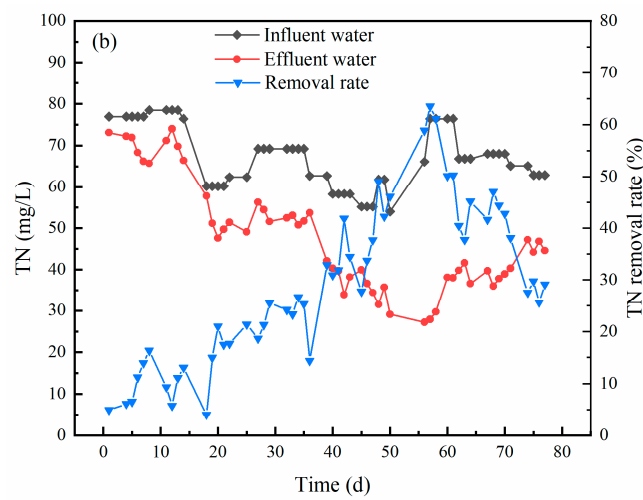 (b)
Influent water
Effluent water
Removal rate
TN (mg/L)
100
90
80
70
60
50
40
30
20
10
0
TN removal rate (%)
80
70
60
50
40
30
20
10
0
0 10 20 30 40 50 60 70 80
Time (d)